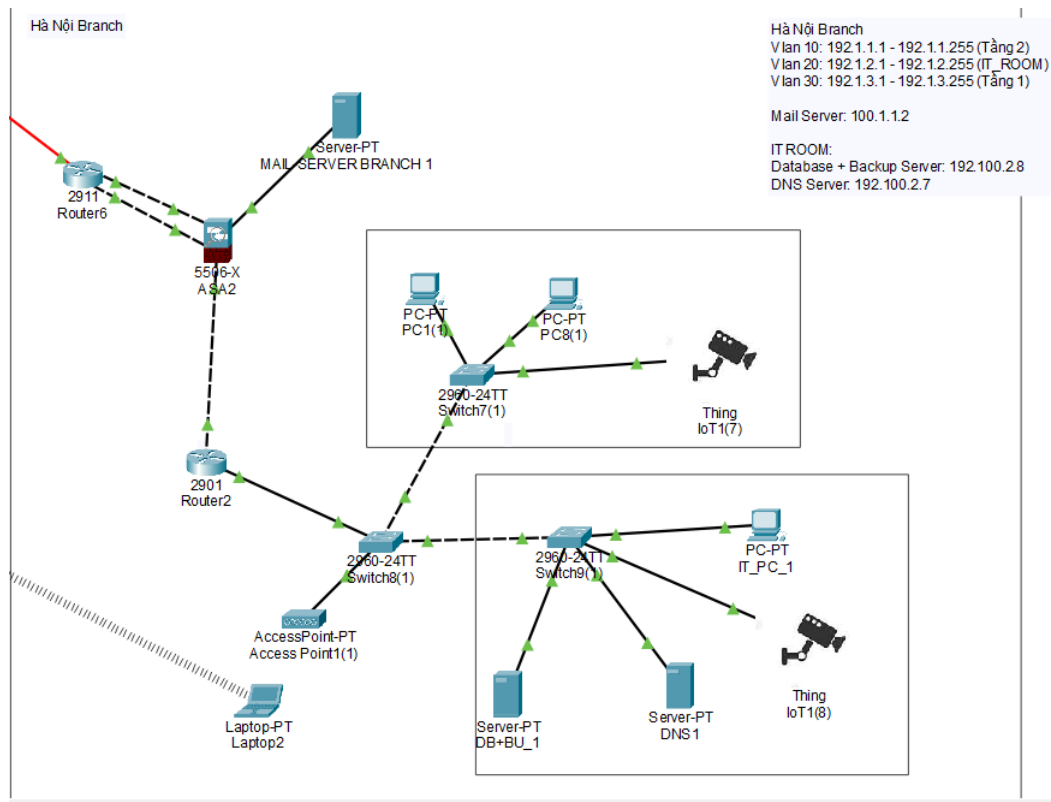 Hà Nội Branch
Hà Nội Branch
Vlan 10: 192.1.1.1 - 192.1.1.255 (Tầng 2)
Vlan 20: 192.1.2.1 - 192.1.2.255 (IT_ROOM)
Vlan 30: 192.1.3.1 - 192.1.3.255 (Tầng 1)
Mail Server: 100.1.1.2
IT ROOM:
Database + Backup Server: 192.100.2.8
DNS Server: 192.100.2.7
Server-PT
MAIL SERVER BRANCH 1
2911
Router6
5506-X
ASA2
PC-PT
PC1(1)
PC-PT
PC8(1)
2960-24TT
Switch7(1)
Thing
IoT1(7)
2901
Router2
2960-24TT
Switch8(1)
2960-24TT
Switch9(1)
PC-PT
IT_PC_1
AccessPoint-PT
Access Point1(1)
Thing
IoT1(8)
Laptop-PT
Laptop2
Server-PT
DB+BU_1
Server-PT
DNS1